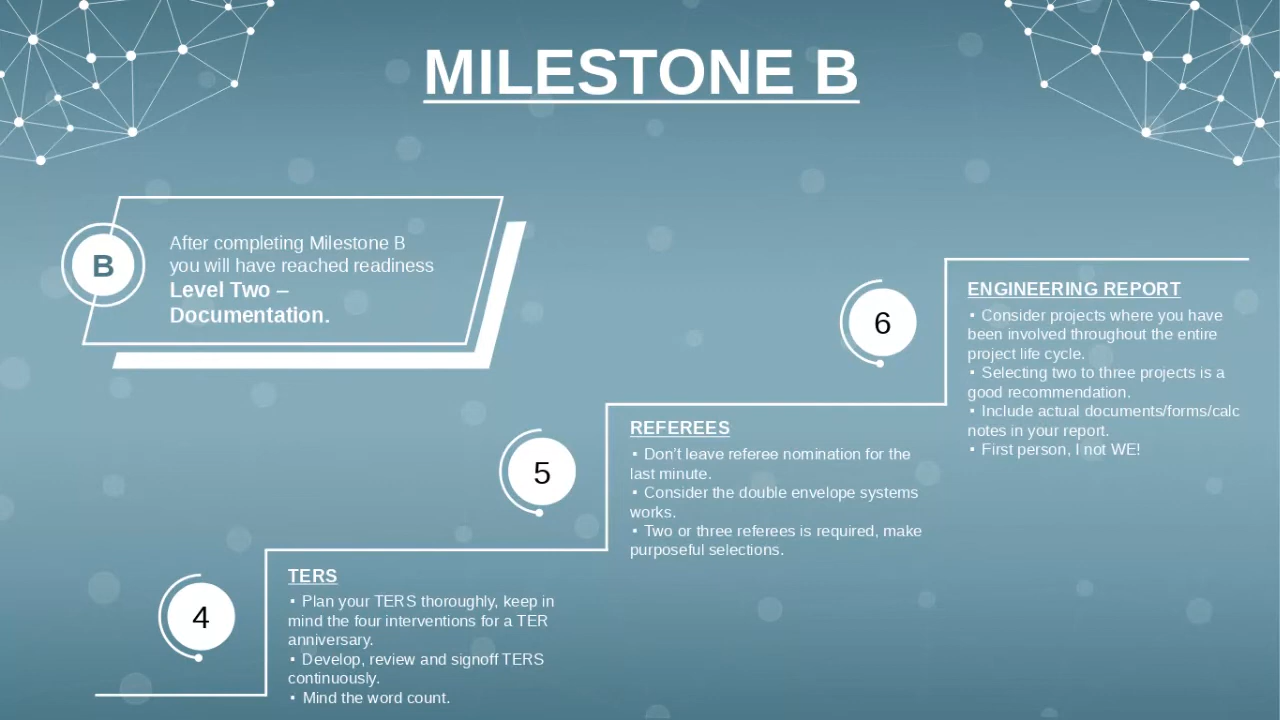 MILESTONE B
B
After completing Milestone B
you will have reached readiness
Level Two –
Documentation.
4
TERS
▪ Plan your TERS thoroughly, keep in
mind the four interventions for a TER
anniversary.
▪ Develop, review and signoff TERS
continuously.
▪ Mind the word count.
5
REFEREES
▪ Don’t leave referee nomination for the
last minute.
▪ Consider the double envelope systems
works.
▪ Two or three referees is required, make
purposeful selections.
6
ENGINEERING REPORT
▪ Consider projects where you have
been involved throughout the entire
project life cycle.
▪ Selecting two to three projects is a
good recommendation.
▪ Include actual documents/forms/calc
notes in your report.
▪ First person, I not WE!